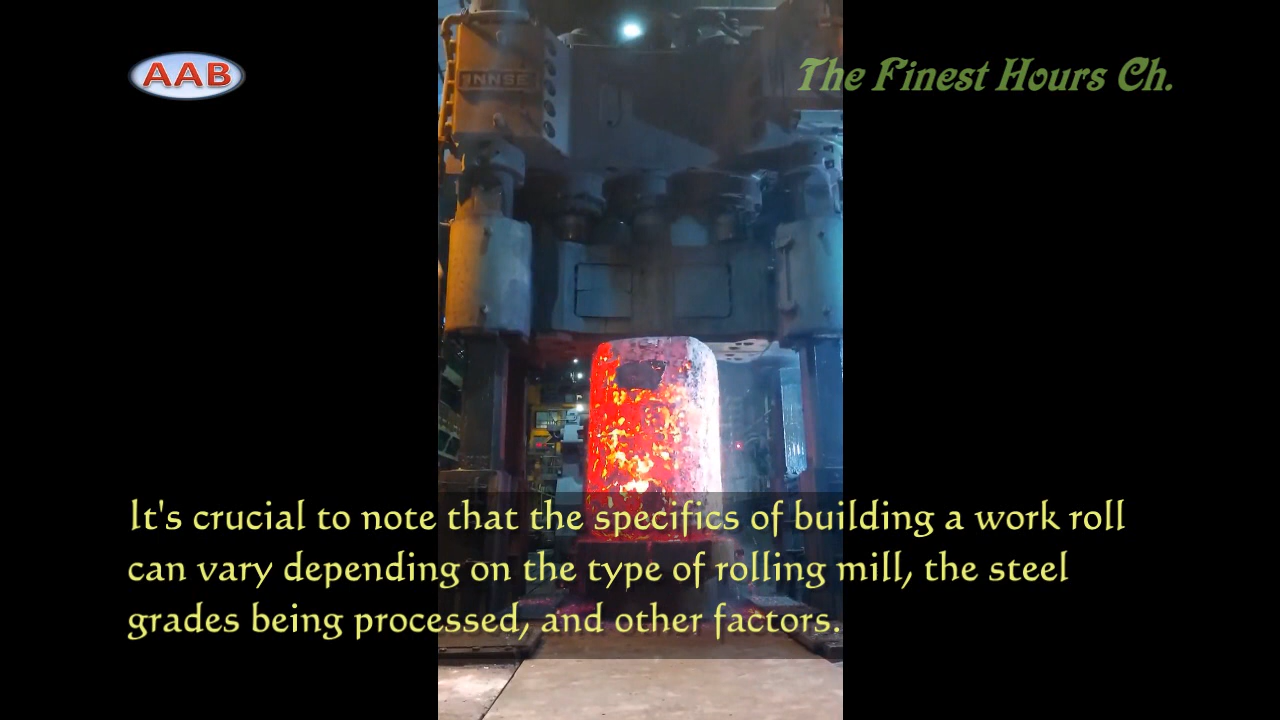 AAB
The Finest Hours Ch.
INNSE
It's crucial to note that the specifics of building a work roll
can vary depending on the type of rolling mill, the steel
grades being processed, and other factors.